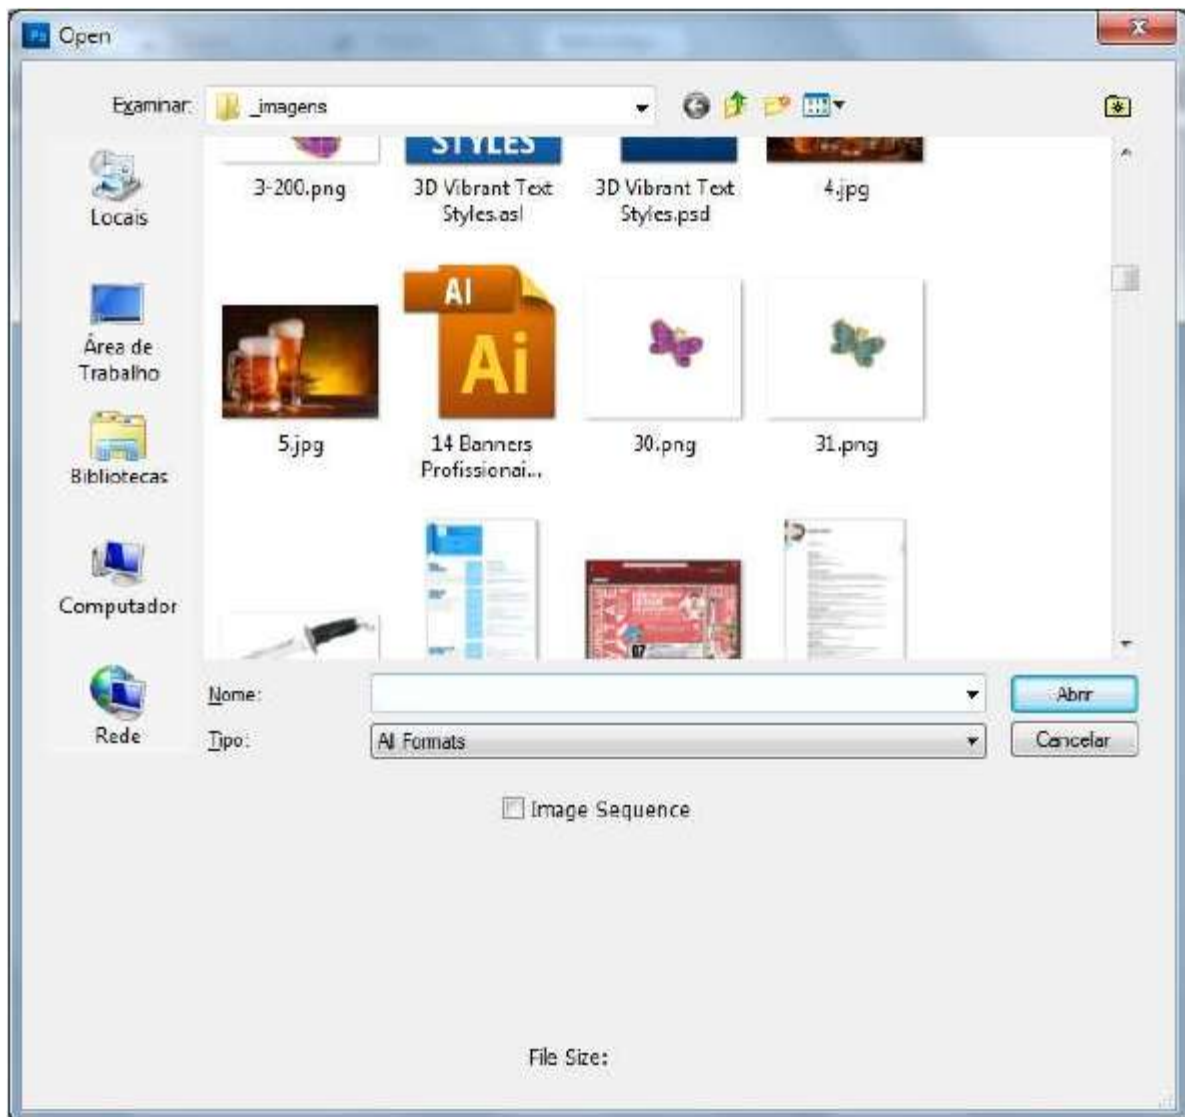 Ps Open
Examinar: _imagens
STYLES
3-200.png
3D Vibrant Text
Styles.asl
3D Vibrant Text
Styles.psd
4.jpg
Locais
Área de
Trabalho
Bibliotecas
Computador
Rede
AI
Ai
5.jpg
14 Banners
Profissionai...
30.png
31.png
Nome:
Abrir
Tipo: All Formats
Cancelar
Image Sequence
File Size: